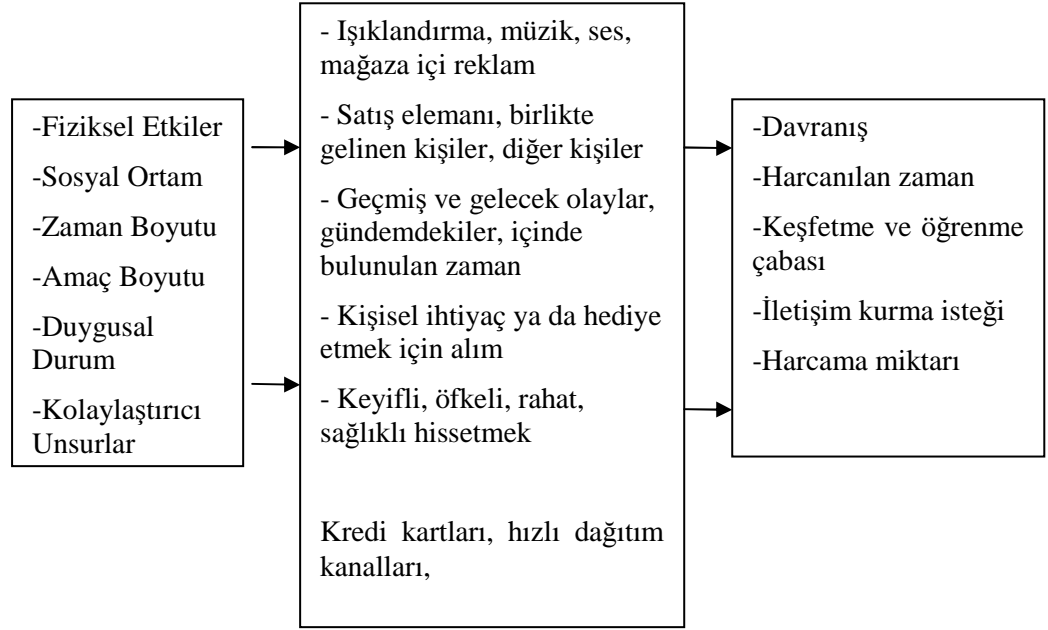 -Fiziksel Etkiler
-Sosyal Ortam
-Zaman Boyutu
-Amaç Boyutu
-Duygusal
Durum
-Kolaylaştırıcı
Unsurlar
- Işıklandırma, müzik, ses,
mağaza içi reklam
- Satış elemanı, birlikte
gelinen kişiler, diğer kişiler
- Geçmiş ve gelecek olaylar,
gündemdekiler, içinde
bulunulan zaman
- Kişisel ihtiyaç ya da hediye
etmek için alım
- Keyifli, öfkeli, rahat,
sağlıklı hissetmek
Kredi kartları, hızlı dağıtım
kanalları,
-Davranış
-Harcanılan zaman
-Keşfetme ve öğrenme
çabası
-İletişim kurma isteği
-Harcama miktarı